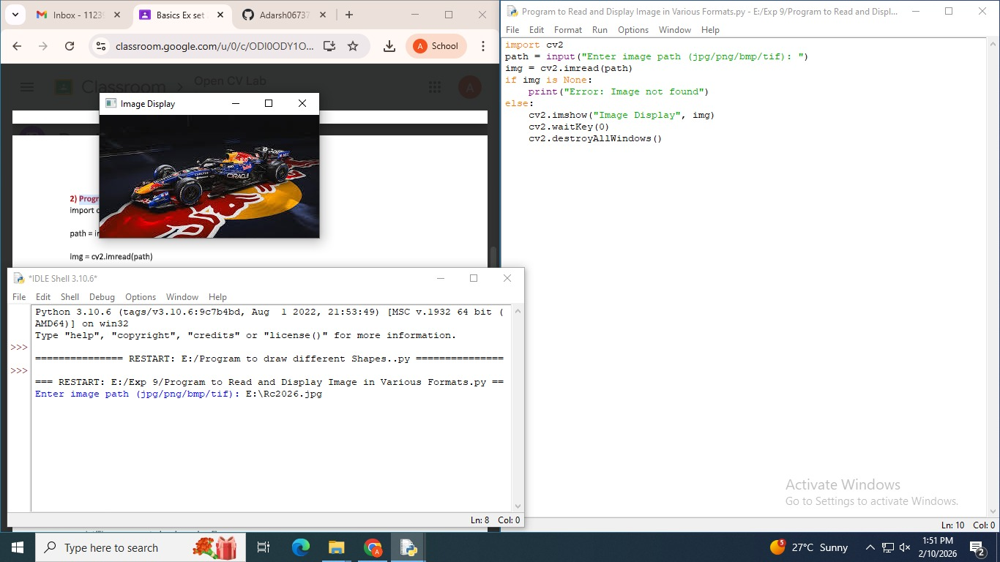 Inbox - 1123
Basics Ex set
Adarsh06737
classroom.google.com/u/0/c/ODI0ODY1O...
School
Classroom
Open CV Lab
A
Image Display
ORACLE
2) Progr
import c
path = in
img = cv2.imread(path)
Program to Read and Display Image in Various Formats.py - E:/Exp 9/Program to Read and Displ...
File Edit Format Run Options Window Help
import cv2
path = input("Enter image path (jpg/png/bmp/tif): ")
img = cv2.imread(path)
if img is None:
    print("Error: Image not found")
else:
    cv2.imshow("Image Display", img)
    cv2.waitKey(0)
    cv2.destroyAllWindows()
Ln: 10 Col: 0
*IDLE Shell 3.10.6*
File Edit Shell Debug Options Window Help
Python 3.10.6 (tags/v3.10.6:9c7b4bd, Aug  1 2022, 21:53:49) [MSC v.1932 64 bit (
AMD64)] on win32
Type "help", "copyright", "credits" or "license()" for more information.
>>>
=============== RESTART: E:/Program to draw different Shapes..py ===============
>>>
=== RESTART: E:/Exp 9/Program to Read and Display Image in Various Formats.py ==
Enter image path (jpg/png/bmp/tif): E:\Rc2026.jpg
Ln: 8 Col: 0
Activate Windows
Go to Settings to activate Windows.
Type here to search
5
27°C Sunny
1:51 PM
2/10/2026
2